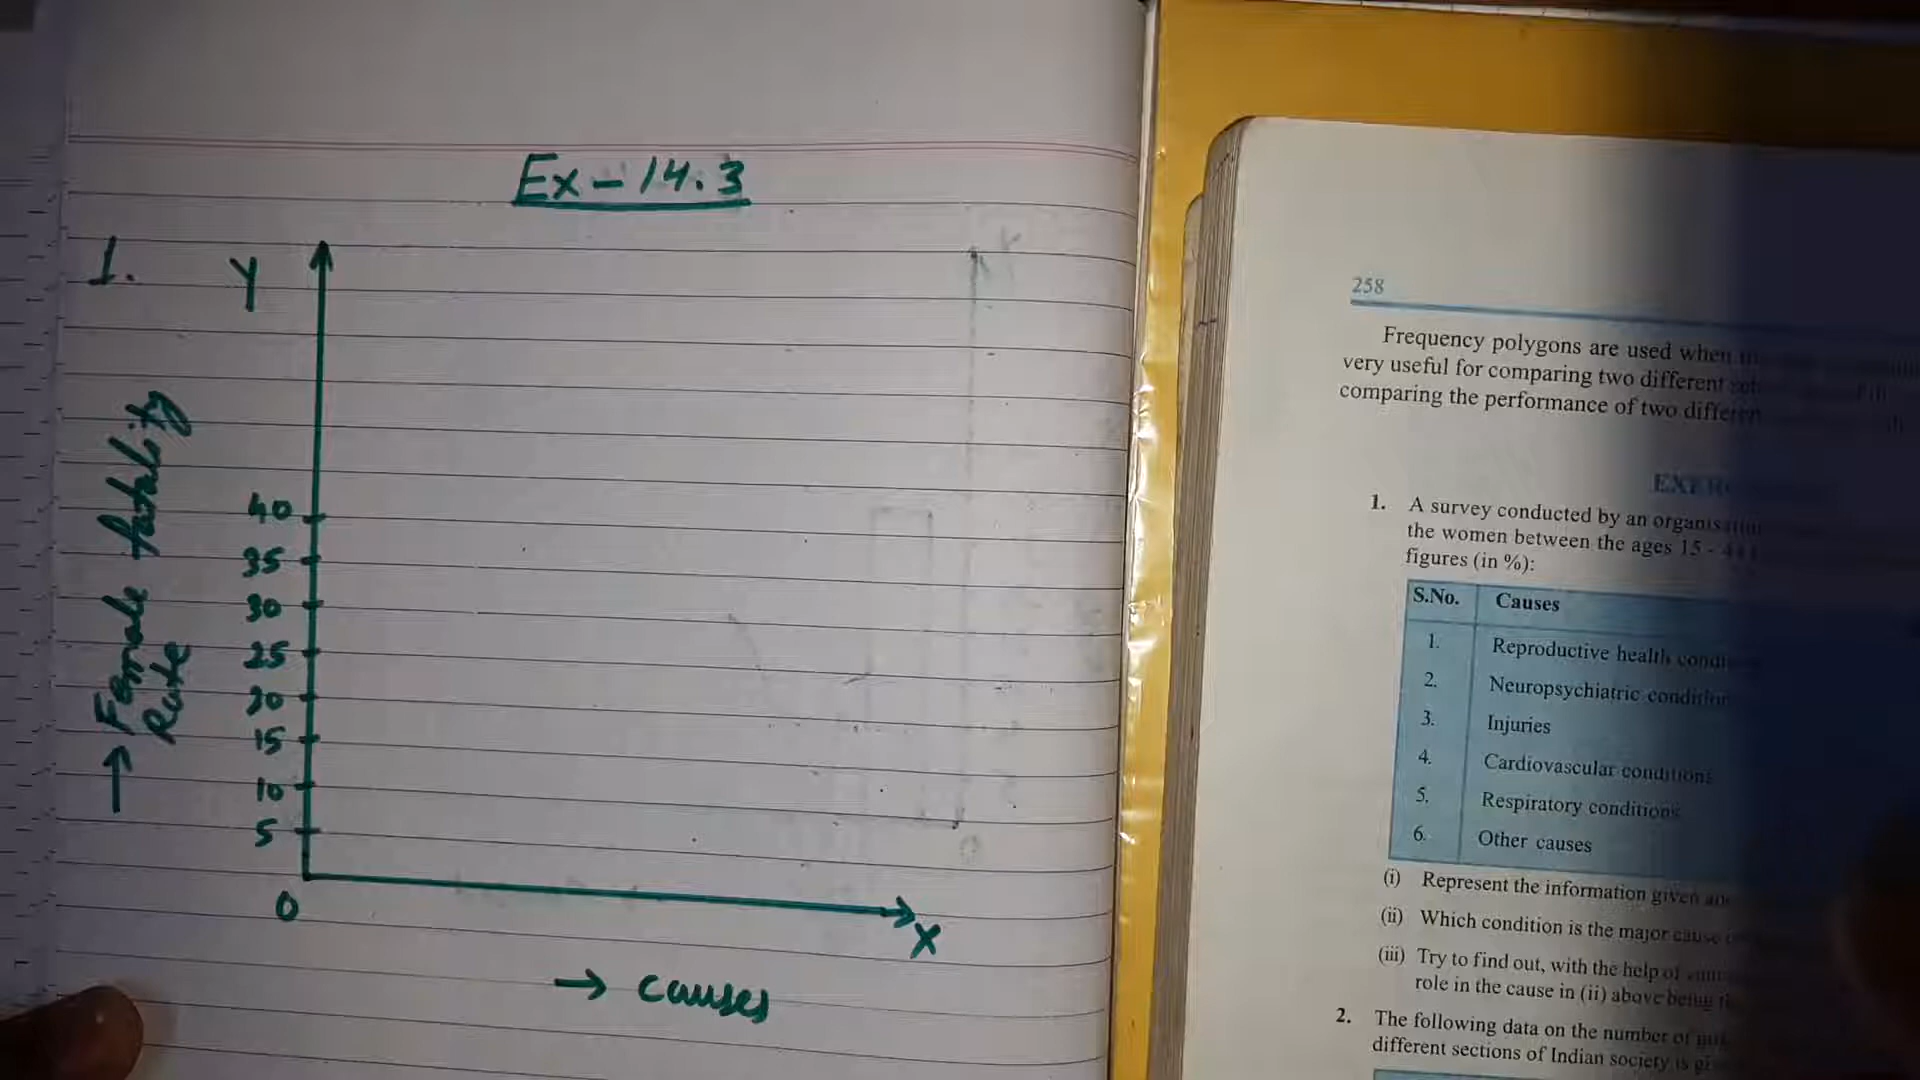 Ex - 14.3
1.
Y
→ Female fatality
Rate
40
35
30
25
20
15
10
5
0
X
→ causes
258
Frequency polygons are used when
very useful for comparing two different
comparing the performance of two
1. A survey conducted by an
the women between the ages 15 - 44
figures (in %):
S.No. Causes
1. Reproductive health
2. Neuropsychiatric
3. Injuries
4. Cardiovascular conditions
5. Respiratory conditions
6. Other causes
(i) Represent the information given
(ii) Which condition is the major cause
(iii) Try to find out, with the help of
role in the cause in (ii) above being
2. The following data on the number of
different sections of Indian society is